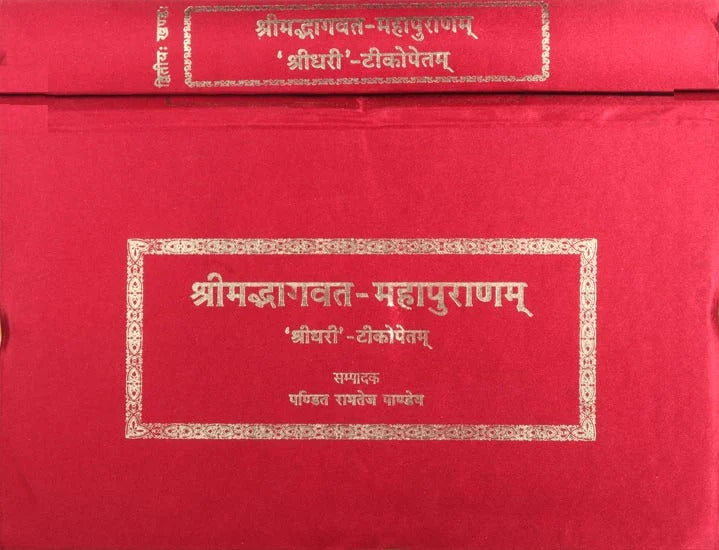 द्वितीयः खण्डः
श्रीमद्भागवत-महापुराणम्
‘श्रीधरी’-टीकोपेतम्
श्रीमद्भागवत-महापुराणम्
‘श्रीधरी’-टीकोपेतम्
सम्पादक
पण्डित रामतेज पाण्डेय